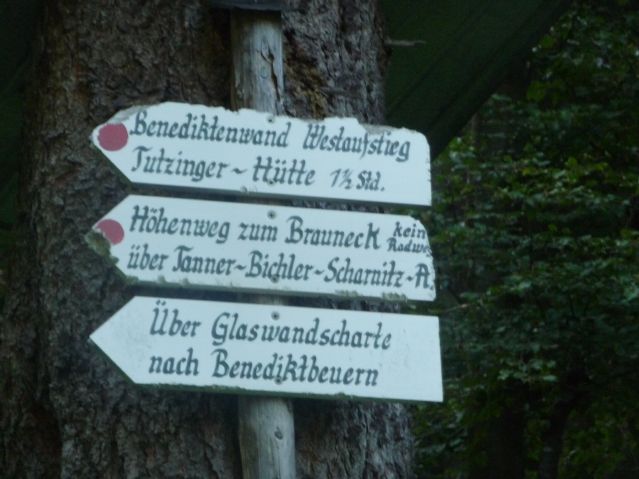 Benediktenwand Westaufstieg
Tutzinger - Hütte 1½ Std.
Höhenweg zum Brauneck kein
Radweg
über Tanner-Bichler-Scharnitz-A.
Über Glaswandscharte
nach Benediktbeuern